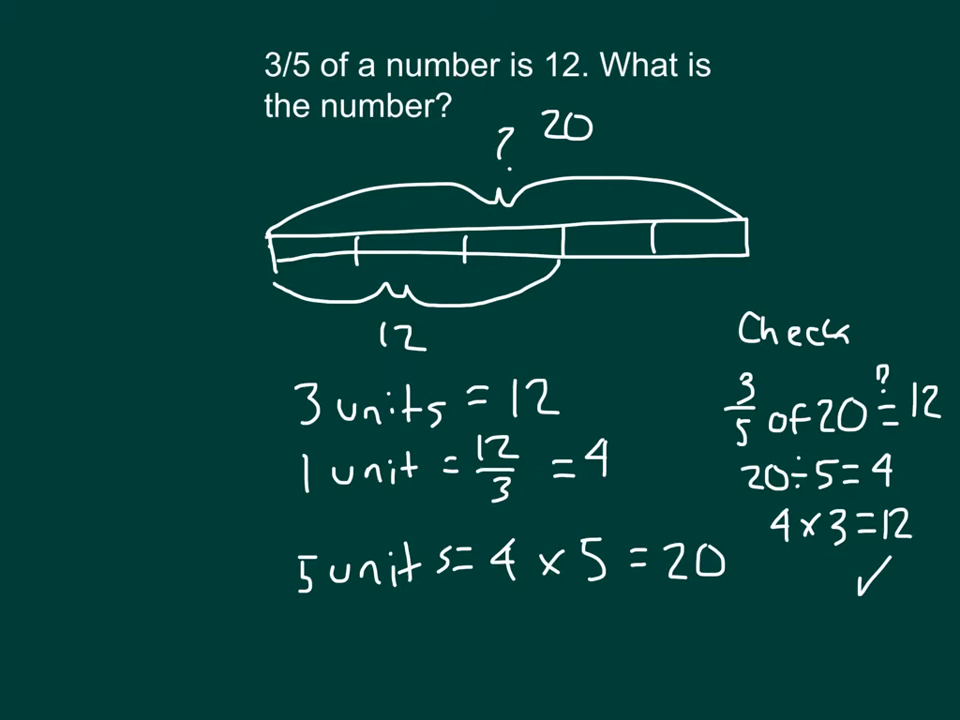 3/5 of a number is 12. What is
the number?
? 20
12
3 units = 12
1 unit = 12/3 = 4
5 units = 4 × 5 = 20
Check
3/5 of 20 ?= 12
20 ÷ 5 = 4
4 × 3 = 12
✓